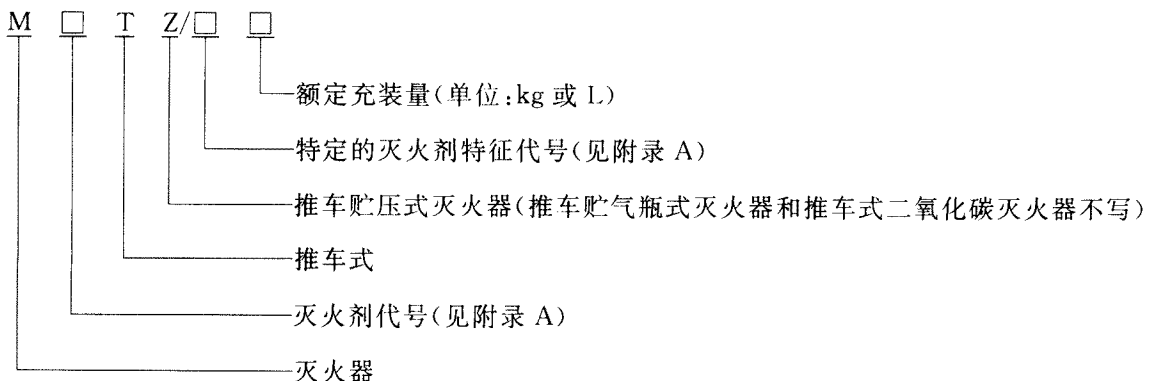 M □ T Z/□ □
额定充装量(单位:kg 或 L)
特定的灭火剂特征代号(见附录 A)
推车贮压式灭火器(推车贮气瓶式灭火器和推车式二氧化碳灭火器不写)
推车式
灭火剂代号(见附录 A)
灭火器